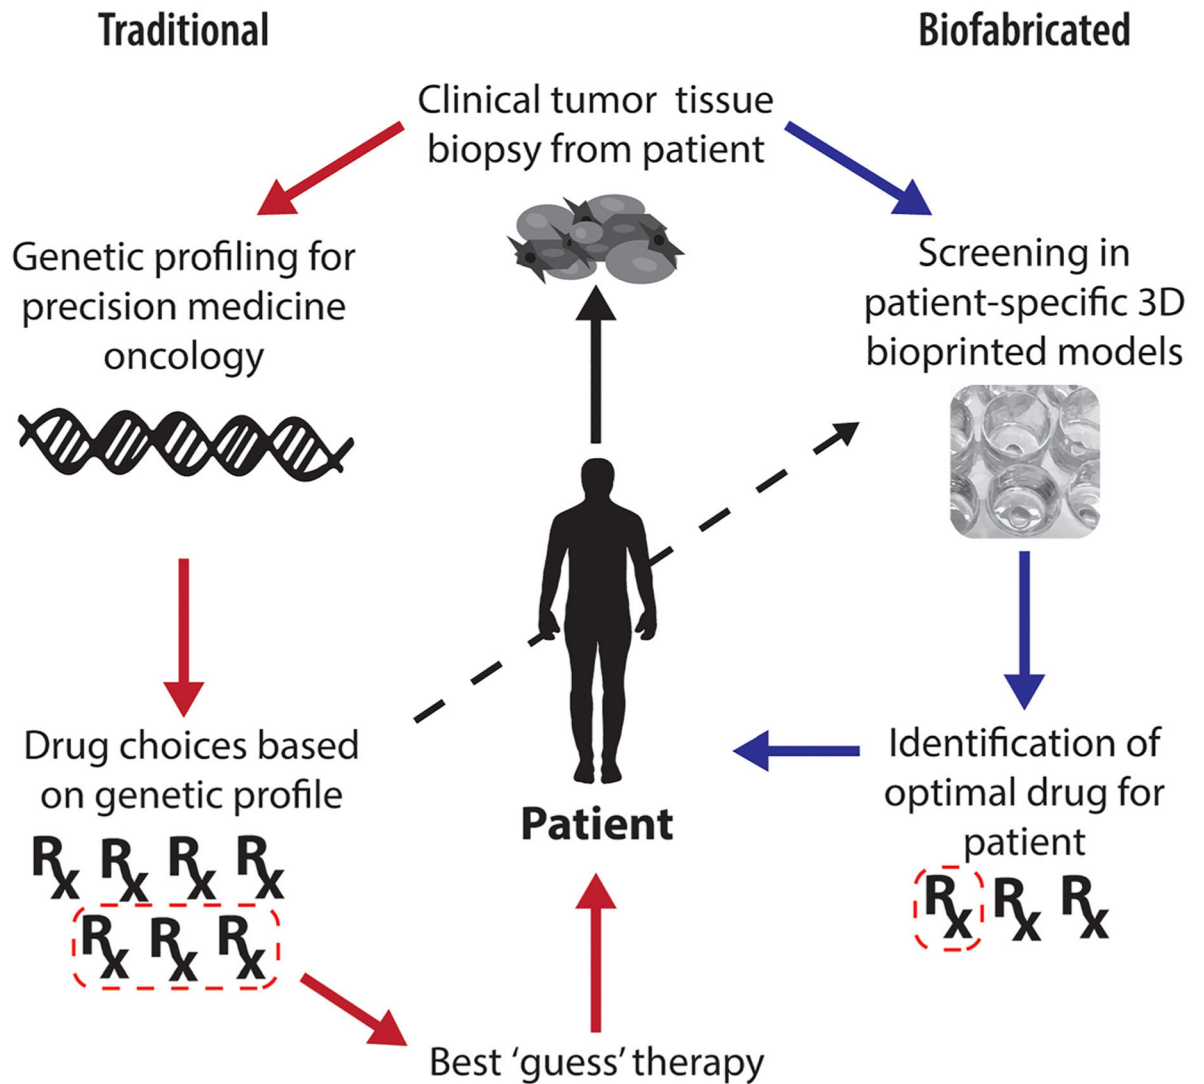 Traditional
Biofabricated
Clinical tumor tissue
biopsy from patient
Genetic profiling for
precision medicine
oncology
Screening in
patient-specific 3D
bioprinted models
Drug choices based
on genetic profile
Rx Rx Rx Rx
Rx Rx Rx
Patient
Identification of
optimal drug for
patient
Rx Rx Rx
Best ‘guess’ therapy